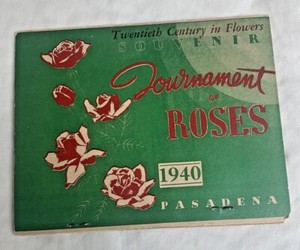 Twentieth Century in Flowers
SOUVENIR
Tournament
OF
ROSES
1940
PASADENA